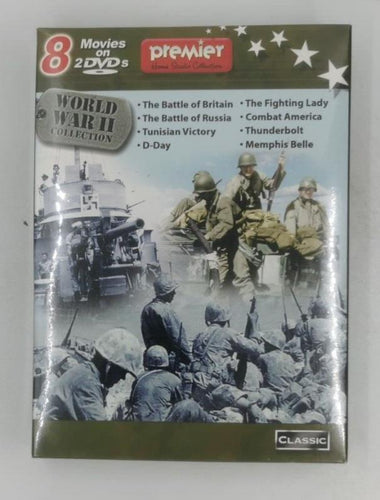 8 Movies
on
2 DVDs
premier
Home Studio Collection
WORLD
WAR II
COLLECTION
• The Battle of Britain
• The Battle of Russia
• Tunisian Victory
• D-Day
• The Fighting Lady
• Combat America
• Thunderbolt
• Memphis Belle
CLASSIC